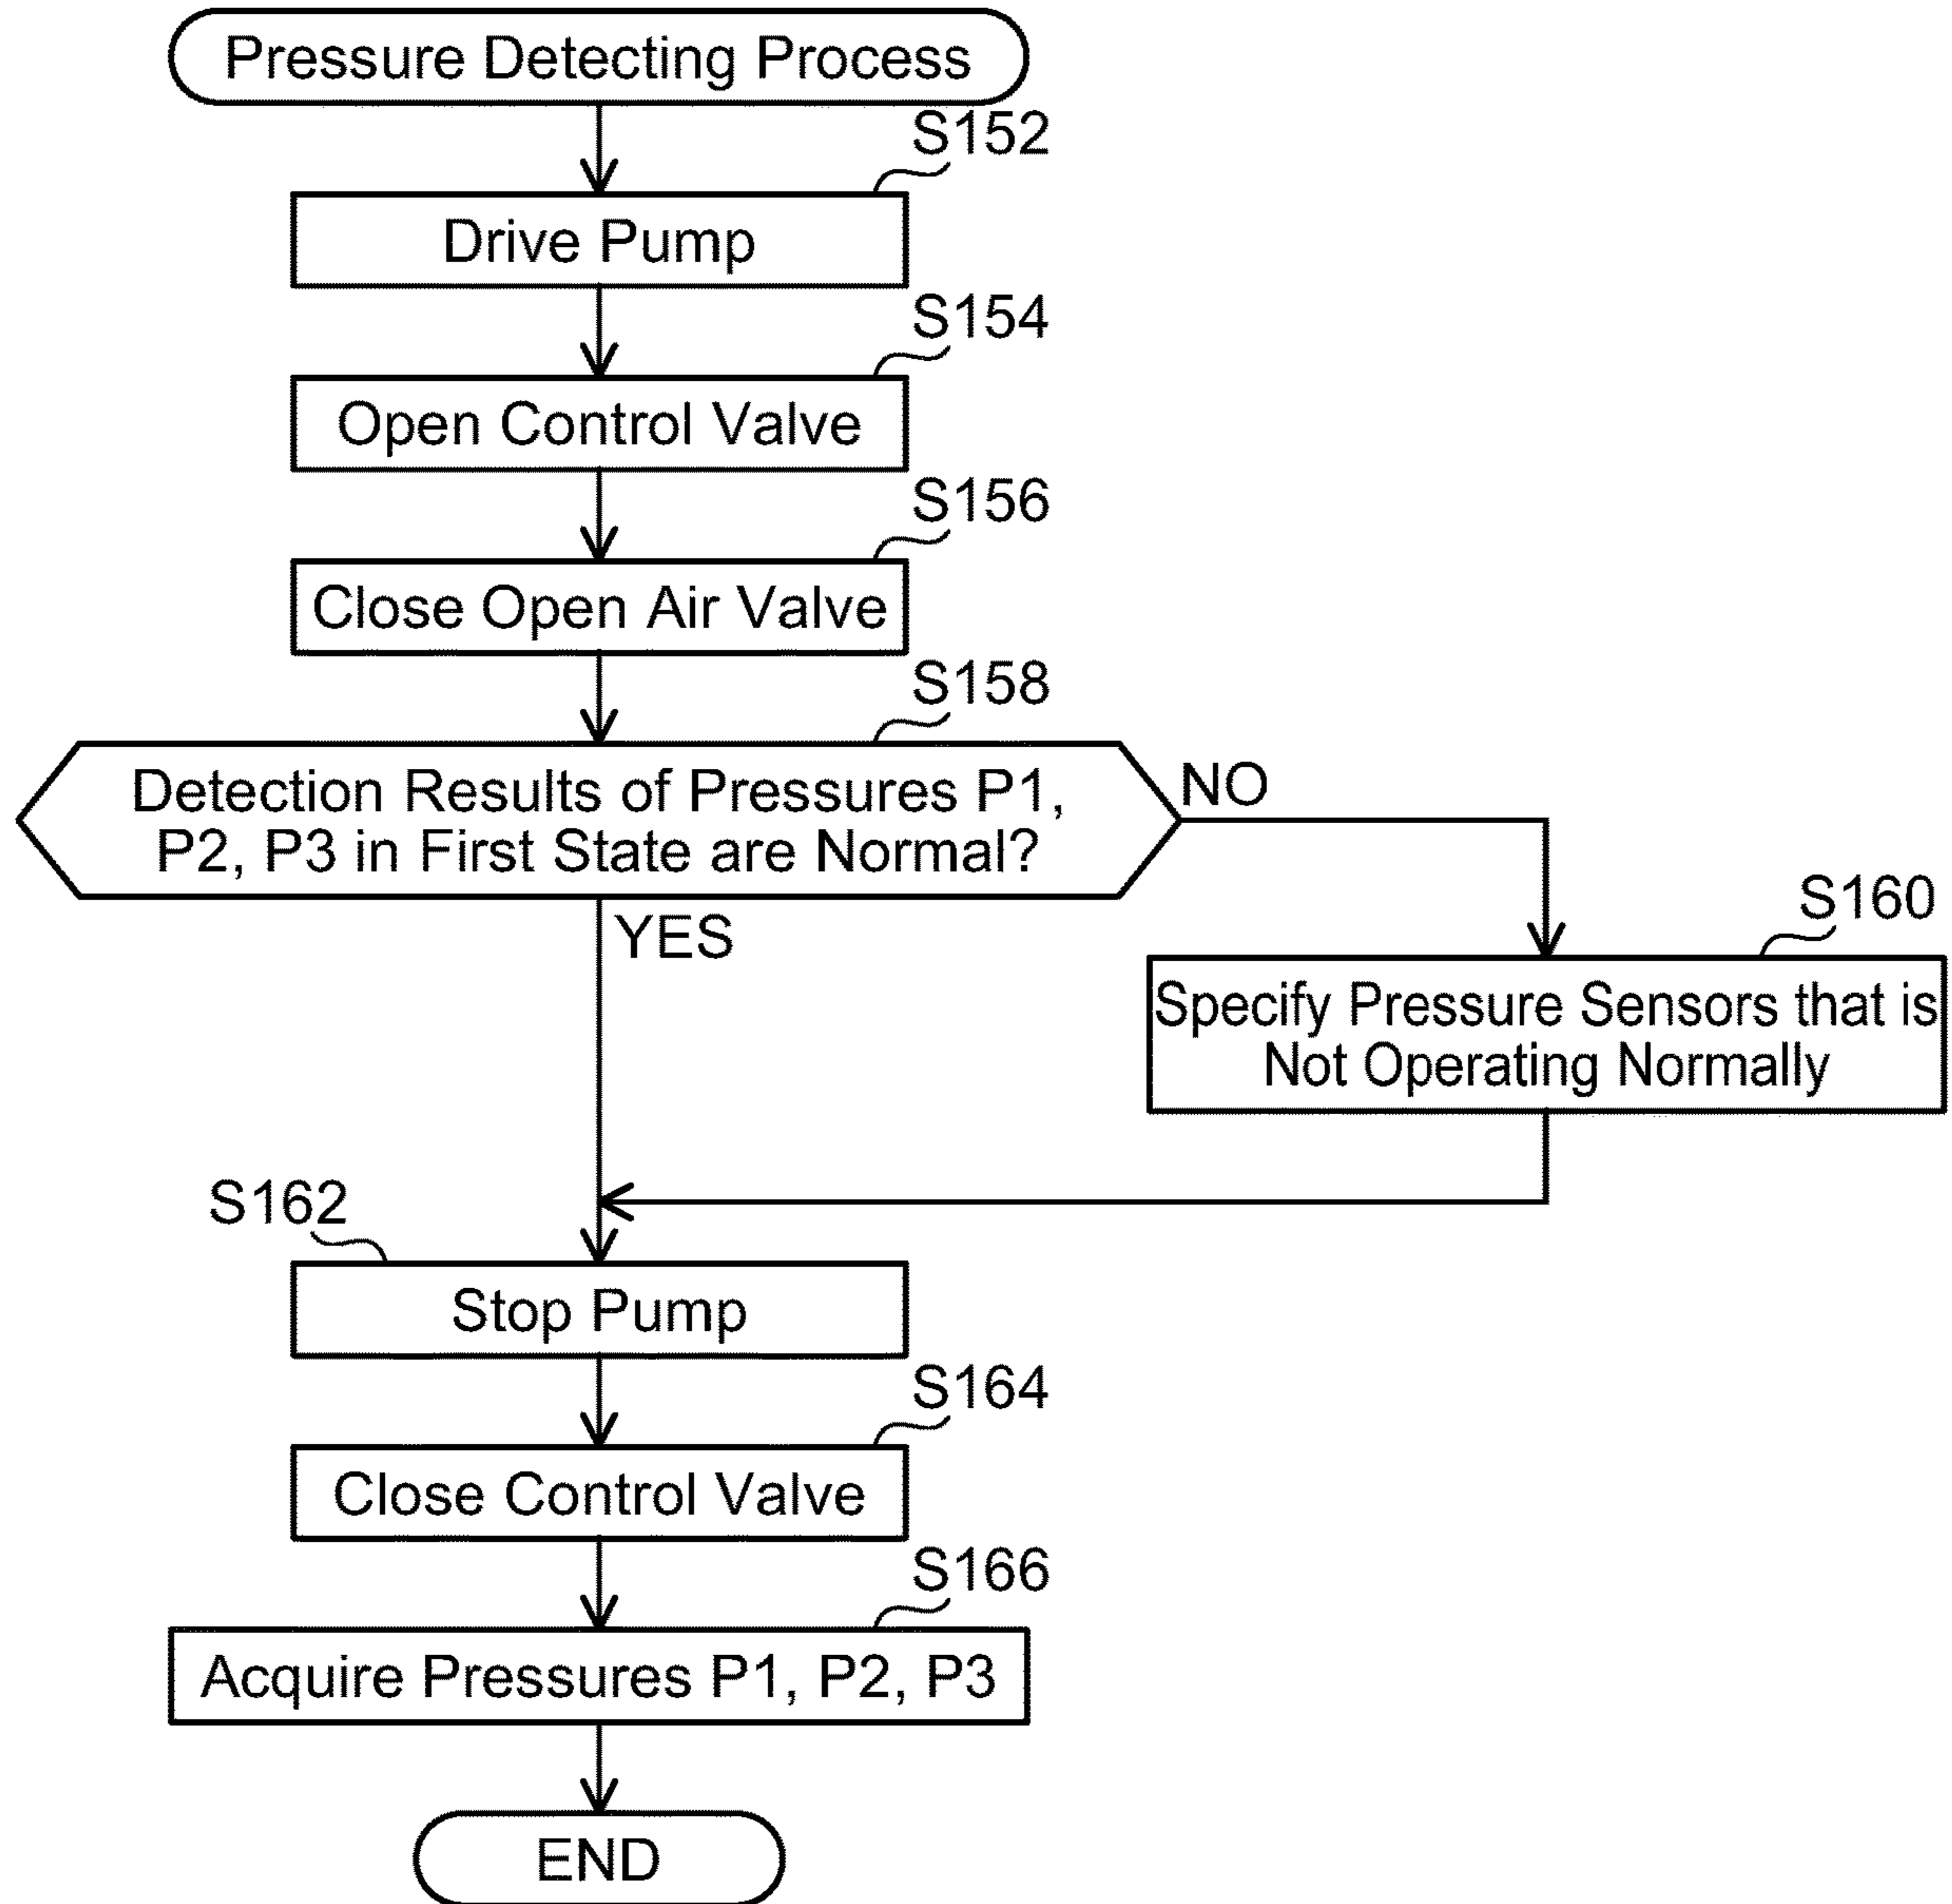 Pressure Detecting Process
S152
Drive Pump
S154
Open Control Valve
S156
Close Open Air Valve
S158
Detection Results of Pressures P1,
P2, P3 in First State are Normal?
NO
YES
S160
Specify Pressure Sensors that is
Not Operating Normally
S162
Stop Pump
S164
Close Control Valve
S166
Acquire Pressures P1, P2, P3
END